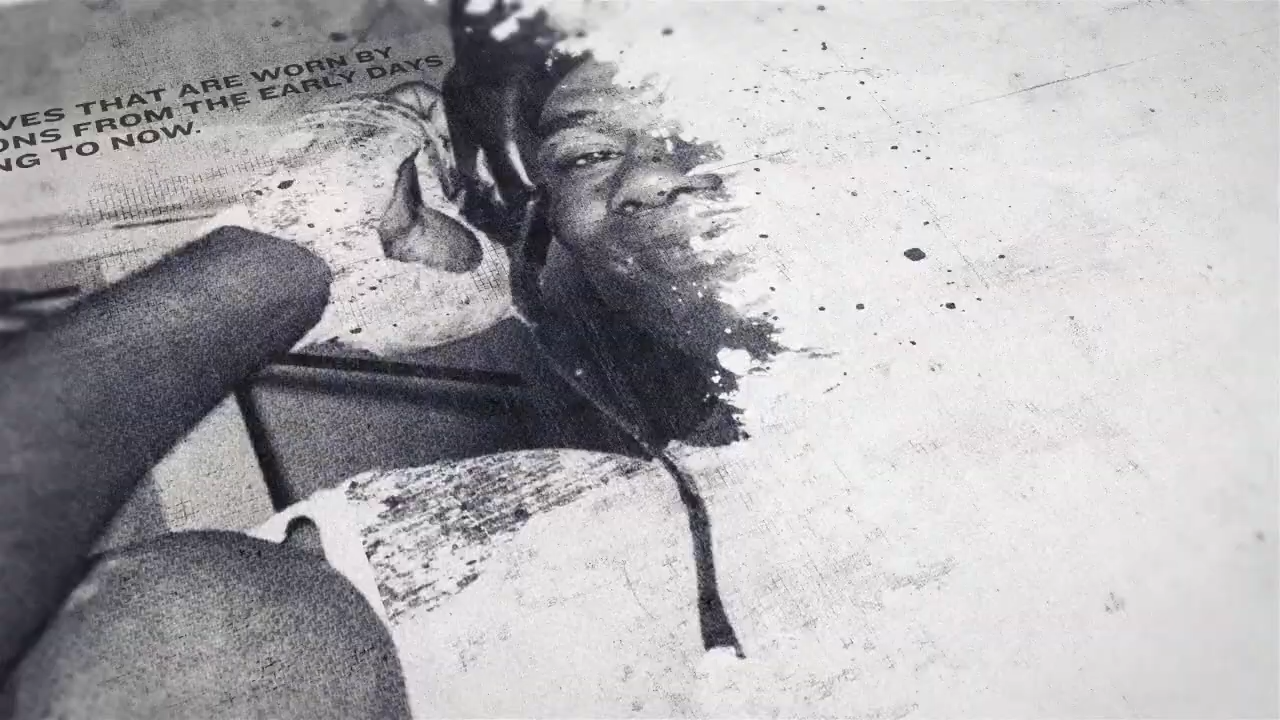 VES THAT ARE WORN BY
ONS FROM THE EARLY DAYS
NG TO NOW.